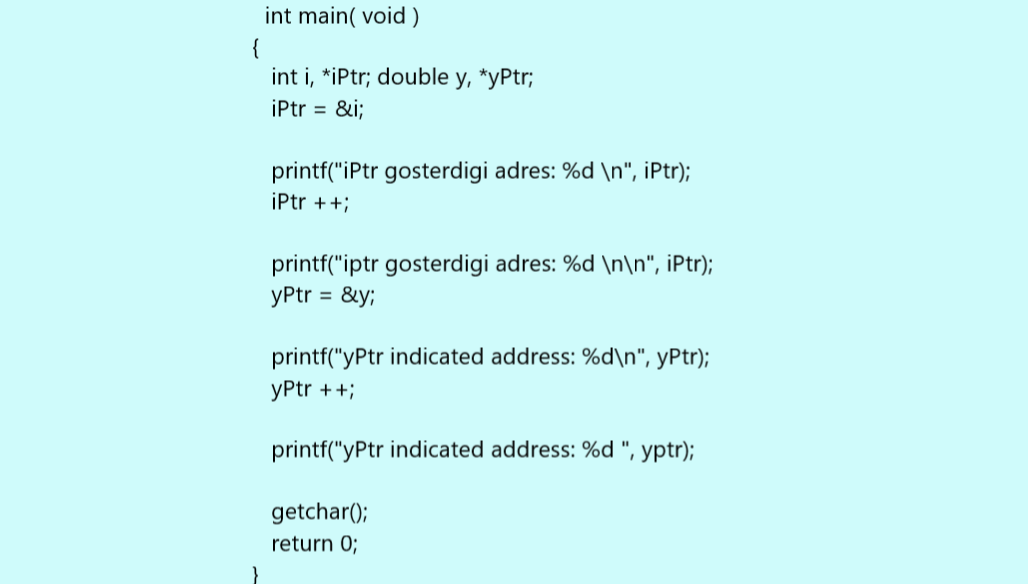 int main( void )
{
int i, *iPtr; double y, *yPtr;
iPtr = &i;
printf("iPtr gosterdigi adres: %d \n", iPtr);
iPtr ++;
printf("iptr gosterdigi adres: %d \n\n", iPtr);
yPtr = &y;
printf("yPtr indicated address: %d\n", yPtr);
yPtr ++;
printf("yPtr indicated address: %d ", yptr);
getchar();
return 0;
}